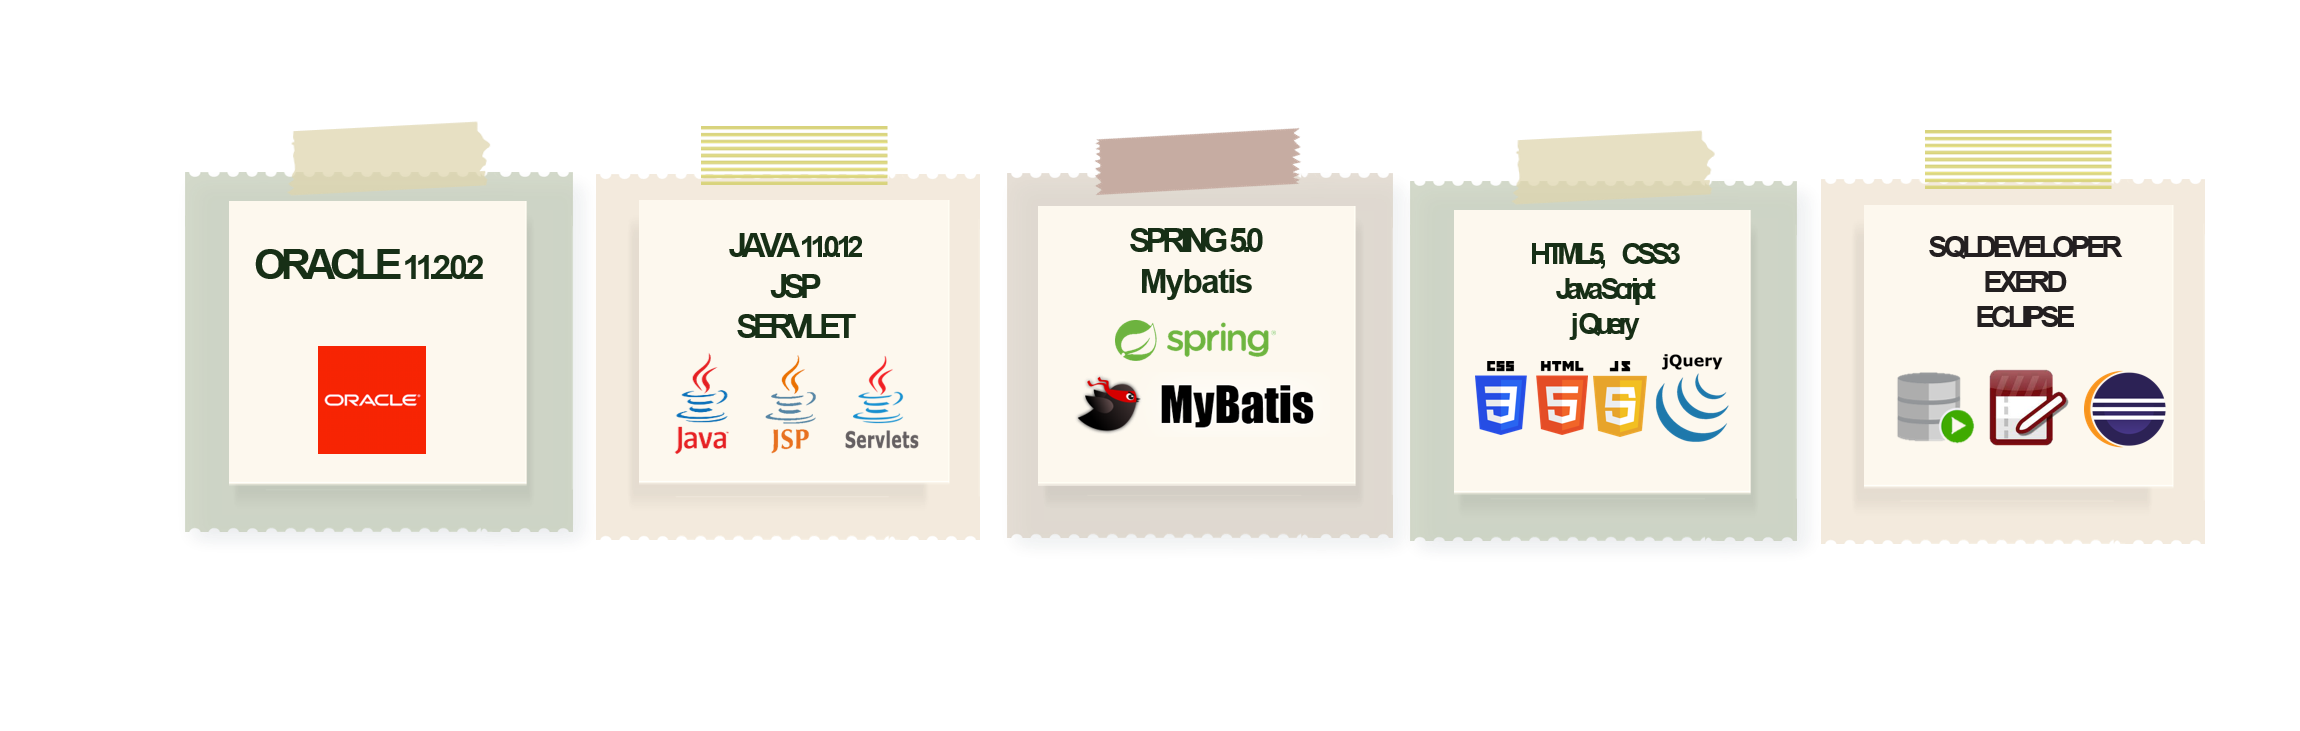 ORACLE 11.2.0.2
ORACLE
JAVA 11.0.12
JSP
SERVLET
Java
JSP
Servlets
SPRING 5.0
Mybatis
spring
MyBatis
HTML5, CSS3
JavaScript
jQuery
CSS
HTML
JS
jQuery
SQLDEVELOPER
EXERD
ECLIPSE